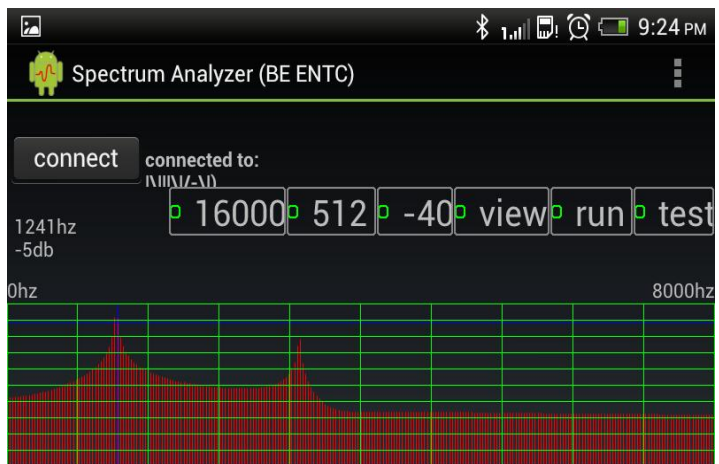 9:24 PM
Spectrum Analyzer (BE ENTC)
connect
connected to:
16000 512 -40 view run test
1241hz
-5db
0hz 8000hz